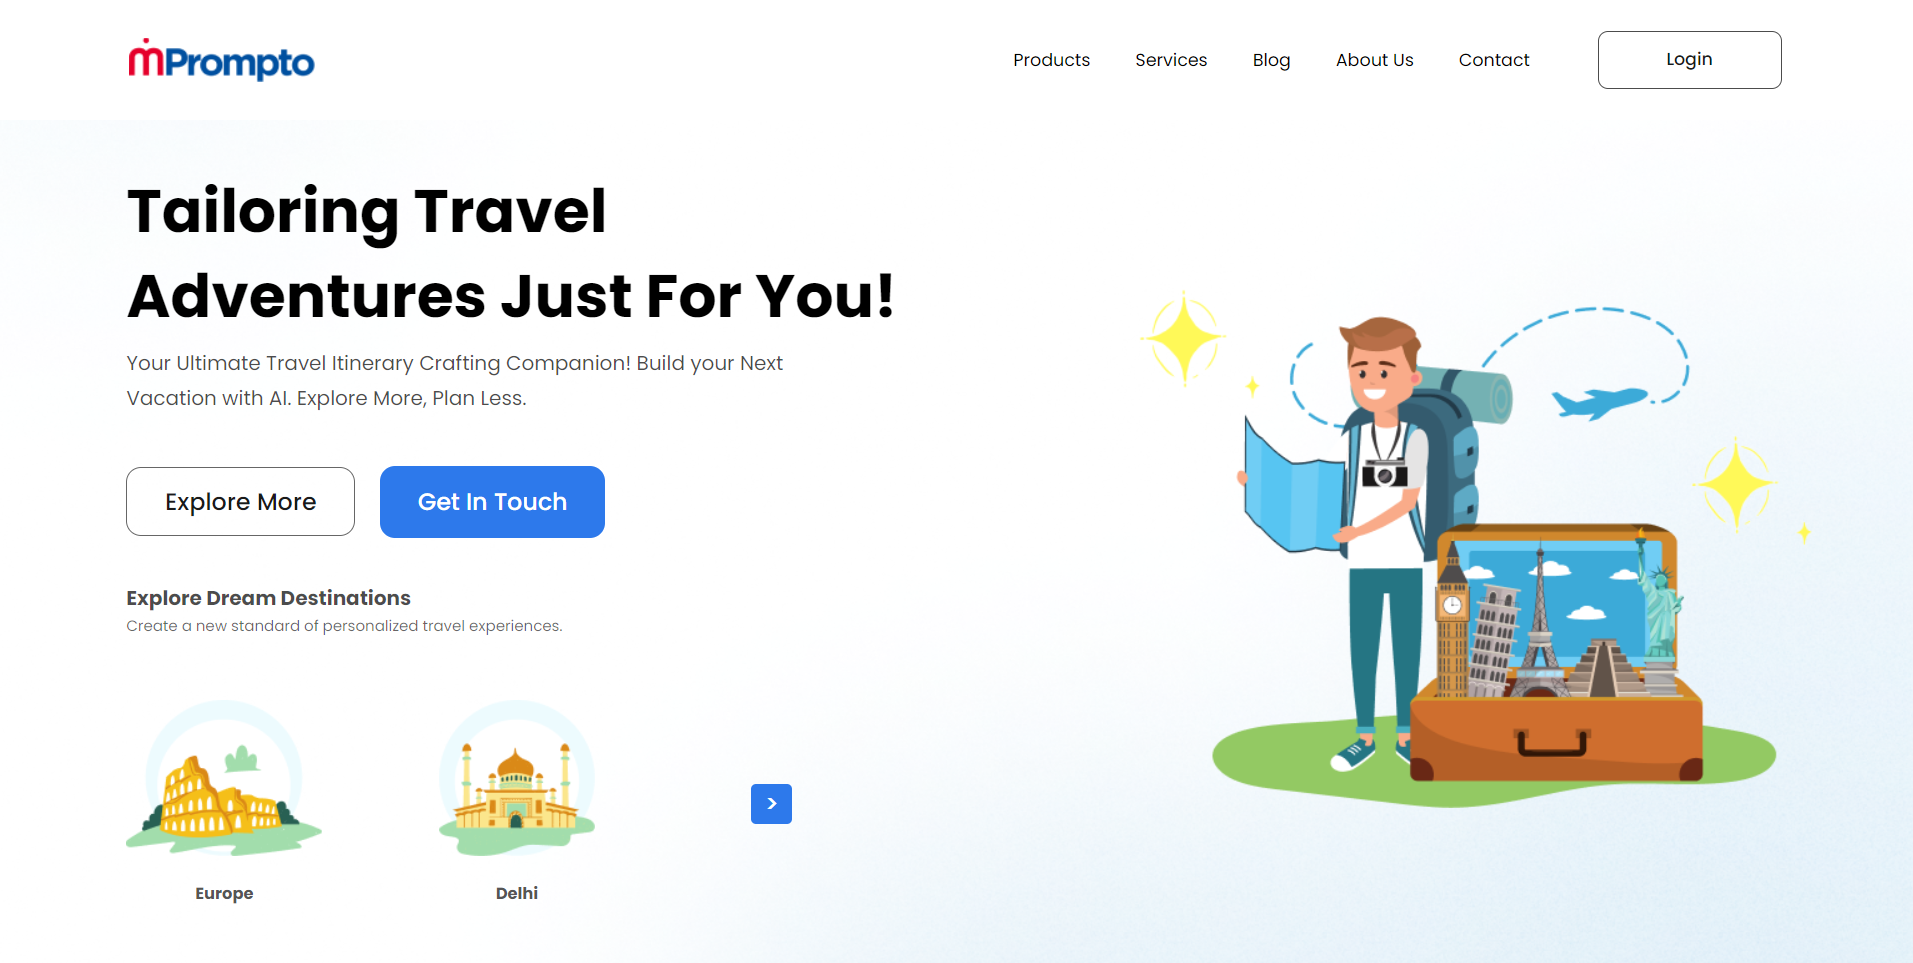 mPrompto
Products
Services
Blog
About Us
Contact
Login
Tailoring Travel
Adventures Just For You!
Your Ultimate Travel Itinerary Crafting Companion! Build your Next
Vacation with AI. Explore More, Plan Less.
Explore More
Get In Touch
Explore Dream Destinations
Create a new standard of personalized travel experiences.
>
Europe
Delhi